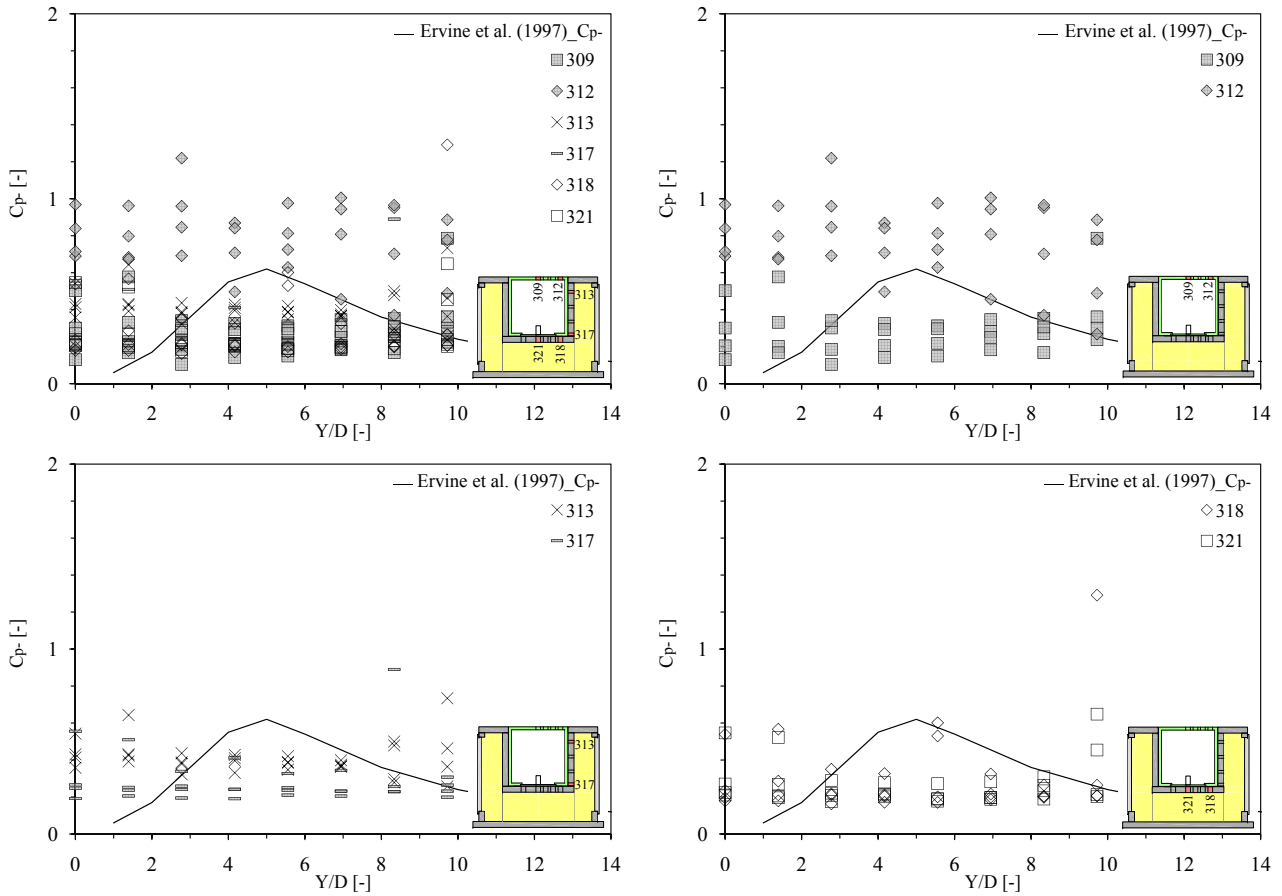 2
Ervine et al. (1997)_Cp-
309
312
313
317
318
321
1
Cp- [-]
309
312
313
317
321
318
0
0 2 4 6 8 10 12 14
Y/D [-]
2
Ervine et al. (1997)_Cp-
309
312
1
Cp- [-]
309
312
0
0 2 4 6 8 10 12 14
Y/D [-]
2
Ervine et al. (1997)_Cp-
313
317
1
Cp- [-]
313
317
0
0 2 4 6 8 10 12 14
Y/D [-]
2
Ervine et al. (1997)_Cp-
318
321
1
Cp- [-]
321
318
0
0 2 4 6 8 10 12 14
Y/D [-]